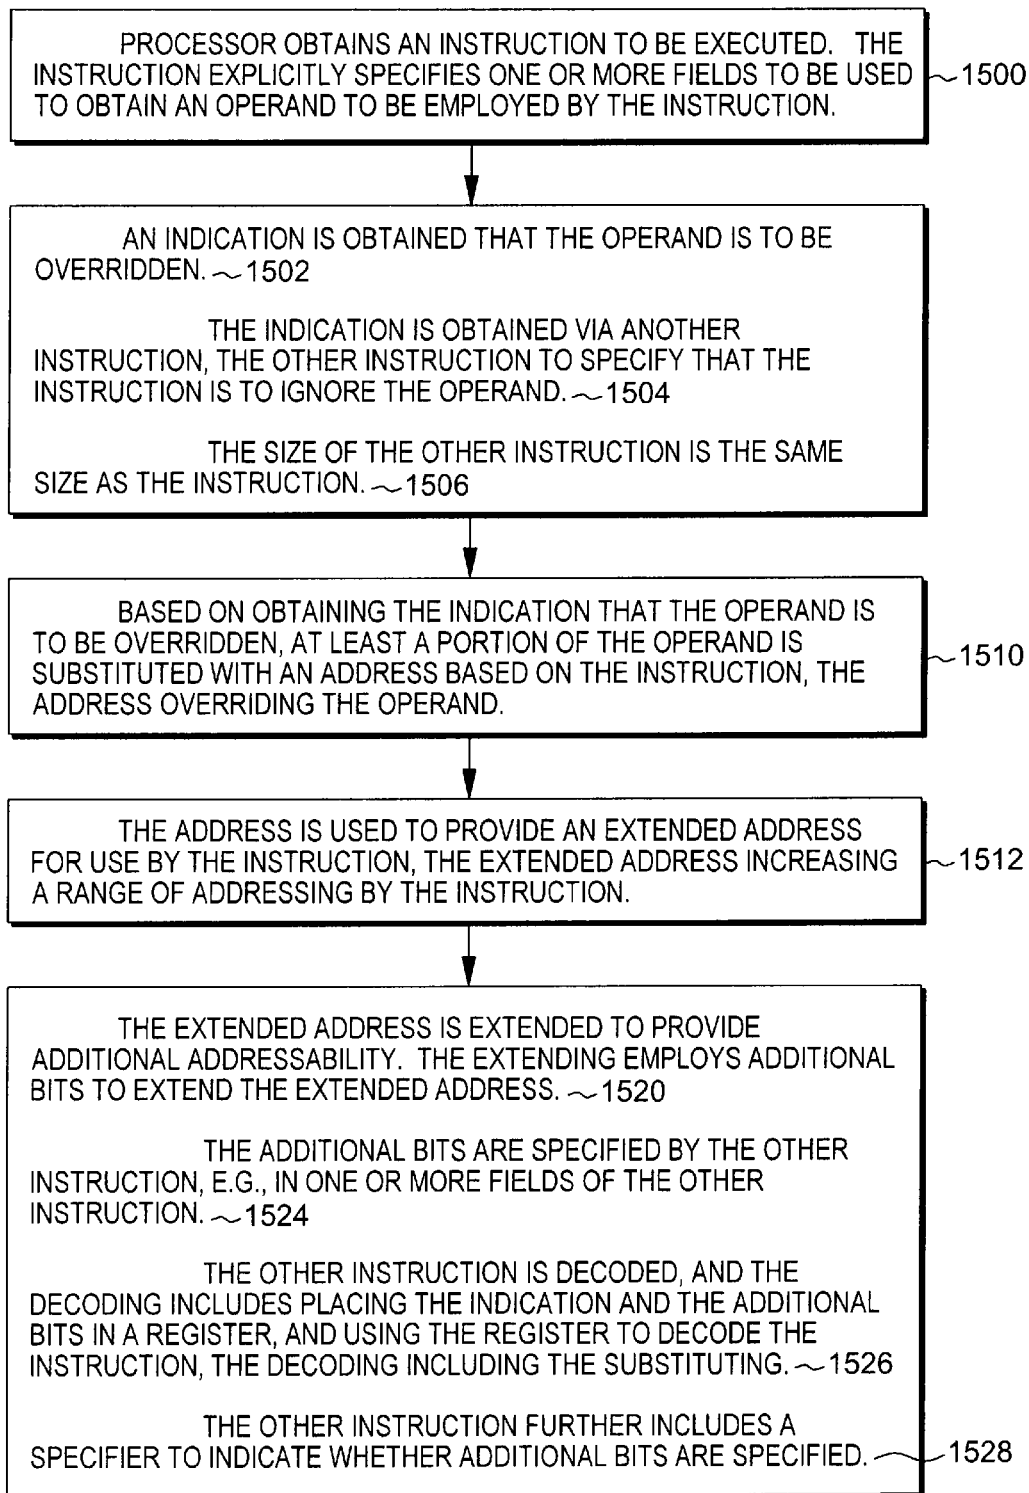 PROCESSOR OBTAINS AN INSTRUCTION TO BE EXECUTED. THE
INSTRUCTION EXPLICITLY SPECIFIES ONE OR MORE FIELDS TO BE USED
TO OBTAIN AN OPERAND TO BE EMPLOYED BY THE INSTRUCTION.
1500
AN INDICATION IS OBTAINED THAT THE OPERAND IS TO BE
OVERRIDDEN. 1502
THE INDICATION IS OBTAINED VIA ANOTHER
INSTRUCTION, THE OTHER INSTRUCTION TO SPECIFY THAT THE
INSTRUCTION IS TO IGNORE THE OPERAND. 1504
THE SIZE OF THE OTHER INSTRUCTION IS THE SAME
SIZE AS THE INSTRUCTION. 1506
BASED ON OBTAINING THE INDICATION THAT THE OPERAND IS
TO BE OVERRIDDEN, AT LEAST A PORTION OF THE OPERAND IS
SUBSTITUTED WITH AN ADDRESS BASED ON THE INSTRUCTION, THE
ADDRESS OVERRIDING THE OPERAND.
1510
THE ADDRESS IS USED TO PROVIDE AN EXTENDED ADDRESS
FOR USE BY THE INSTRUCTION, THE EXTENDED ADDRESS INCREASING
A RANGE OF ADDRESSING BY THE INSTRUCTION.
1512
THE EXTENDED ADDRESS IS EXTENDED TO PROVIDE
ADDITIONAL ADDRESSABILITY. THE EXTENDING EMPLOYS ADDITIONAL
BITS TO EXTEND THE EXTENDED ADDRESS. 1520
THE ADDITIONAL BITS ARE SPECIFIED BY THE OTHER
INSTRUCTION, E.G., IN ONE OR MORE FIELDS OF THE OTHER
INSTRUCTION. 1524
THE OTHER INSTRUCTION IS DECODED, AND THE
DECODING INCLUDES PLACING THE INDICATION AND THE ADDITIONAL
BITS IN A REGISTER, AND USING THE REGISTER TO DECODE THE
INSTRUCTION, THE DECODING INCLUDING THE SUBSTITUTING. 1526
THE OTHER INSTRUCTION FURTHER INCLUDES A
SPECIFIER TO INDICATE WHETHER ADDITIONAL BITS ARE SPECIFIED. 1528